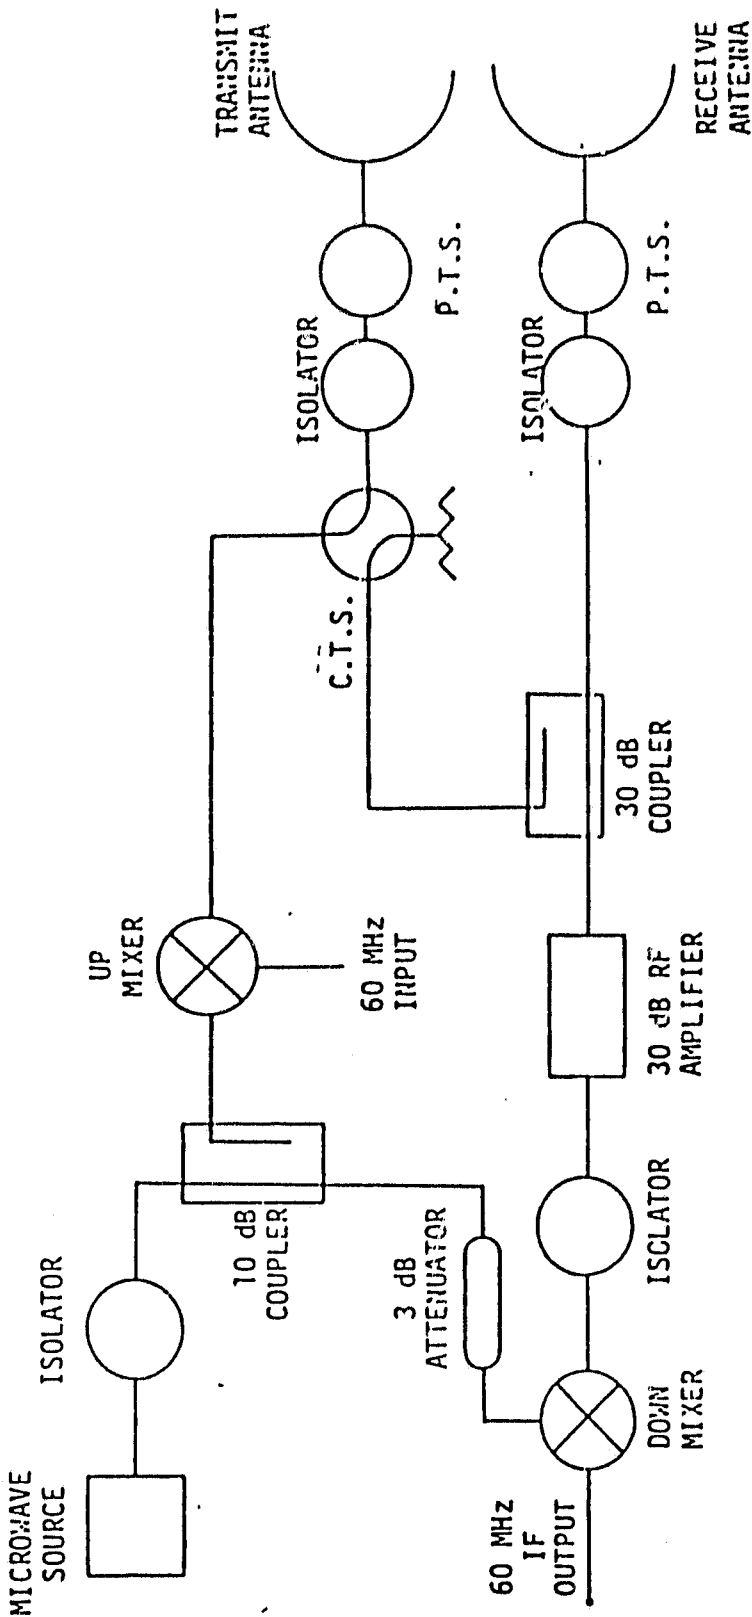 MICROWAVE
SOURCE
ISOLATOR
UP
MIXER
TRANSMIT
ANTENNA
10 dB
COUPLER
ISOLATOR
C.T.S.
60 MHz
INPUT
3 dB
ATTENUATOR
P.T.S.
60 MHz
IF
OUTPUT
ISOLATOR
DOWN
MIXER
ISOLATOR
30 dB RF
AMPLIFIER
30 dB
COUPLER
P.T.S.
RECEIVE
ANTENNA